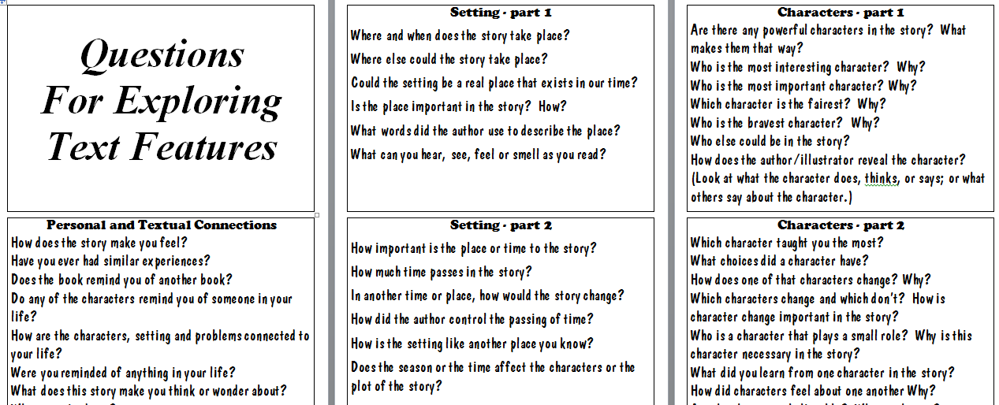 Questions
For Exploring
Text Features
Setting - part 1
Where and when does the story take place?
Where else could the story take place?
Could the setting be a real place that exists in our time?
Is the place important in the story? How?
What words did the author use to describe the place?
What can you hear, see, feel or smell as you read?
Characters - part 1
Are there any powerful characters in the story? What
makes them that way?
Who is the most interesting character? Why?
Who is the most important character? Why?
Which character is the fairest? Why?
Who is the bravest character? Why?
Who else could be in the story?
How does the author/illustrator reveal the character?
(Look at what the character does, thinks, or says; or what
others say about the character.)
Personal and Textual Connections
How does the story make you feel?
Have you ever had similar experiences?
Does the book remind you of another book?
Do any of the characters remind you of someone in your
life?
How are the characters, setting and problems connected to
your life?
Were you reminded of anything in your life?
What does this story make you think or wonder about?
Setting - part 2
How important is the place or time to the story?
How much time passes in the story?
In another time or place, how would the story change?
How did the author control the passing of time?
How is the setting like another place you know?
Does the season or the time affect the characters or the
plot of the story?
Characters - part 2
Which character taught you the most?
What choices did a character have?
How does one of that characters change? Why?
Which characters change and which don't? How is
character change important in the story?
Who is a character that plays a small role? Why is this
character necessary in the story?
What did you learn from one character in the story?
How did characters feel about one another Why?